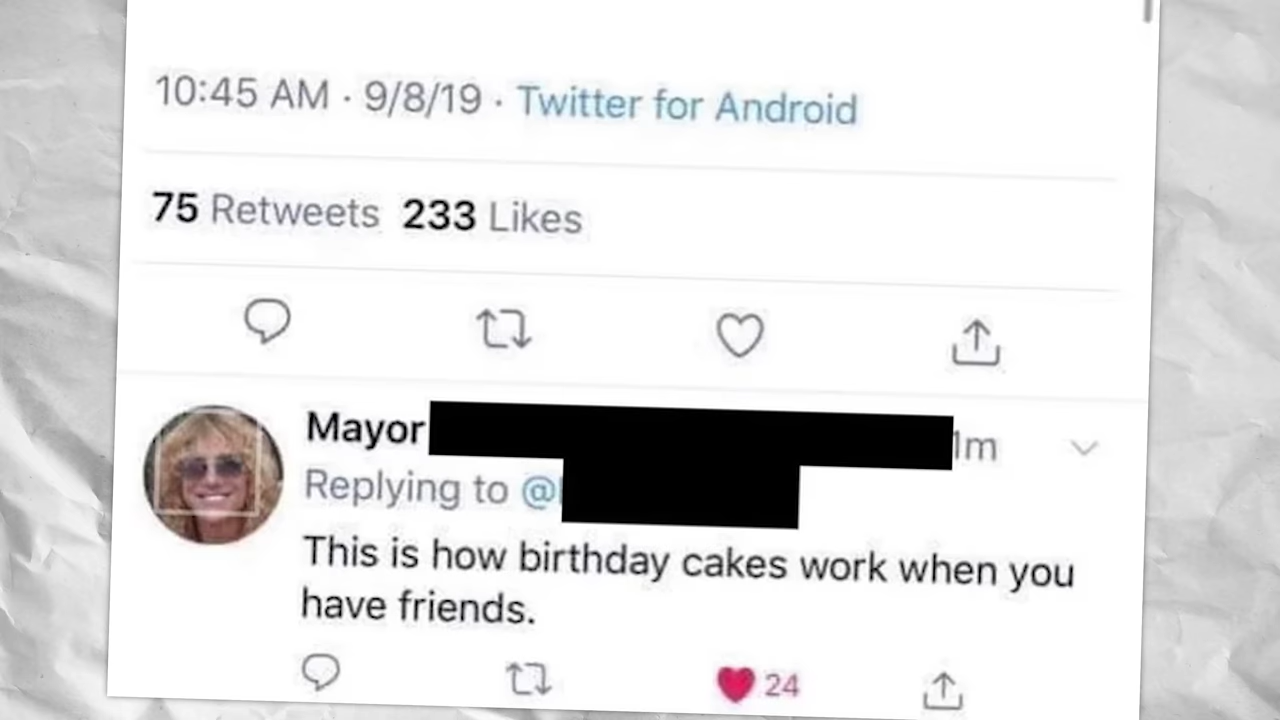 10:45 AM · 9/8/19 · Twitter for Android
75 Retweets 233 Likes
Mayor 1m
Replying to @
This is how birthday cakes work when you
have friends.
24